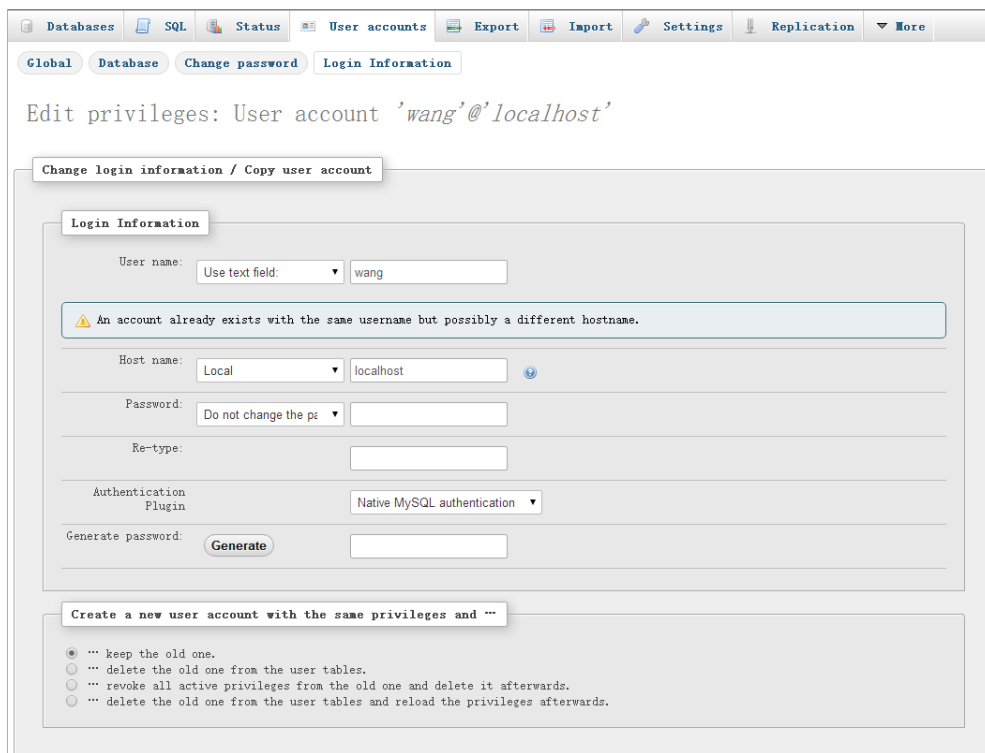 Databases SQL Status User accounts Export Import Settings Replication More
Global Database Change password Login Information
Edit privileges: User account 'wang'@'localhost'
Change login information / Copy user account
Login Information
User name: Use text field: wang
An account already exists with the same username but possibly a different hostname.
Host name: Local localhost
Password: Do not change the pa
Re-type:
Authentication
Plugin Native MySQL authentication
Generate password: Generate
Create a new user account with the same privileges and …
… keep the old one.
… delete the old one from the user tables.
… revoke all active privileges from the old one and delete it afterwards.
… delete the old one from the user tables and reload the privileges afterwards.